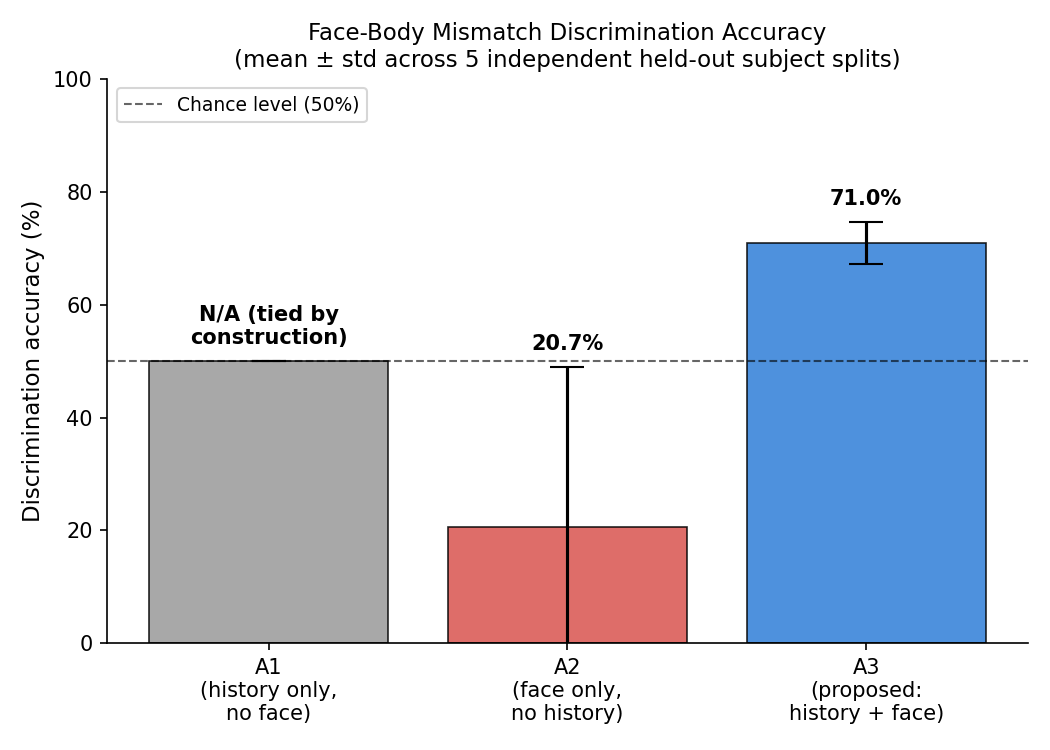 Face-Body Mismatch Discrimination Accuracy
(mean ± std across 5 independent held-out subject splits)
Discrimination accuracy (%)
100
80
60
40
20
0
Chance level (50%)
N/A (tied by
construction)
20.7%
71.0%
A1
(history only,
no face)
A2
(face only,
no history)
A3
(proposed:
history + face)